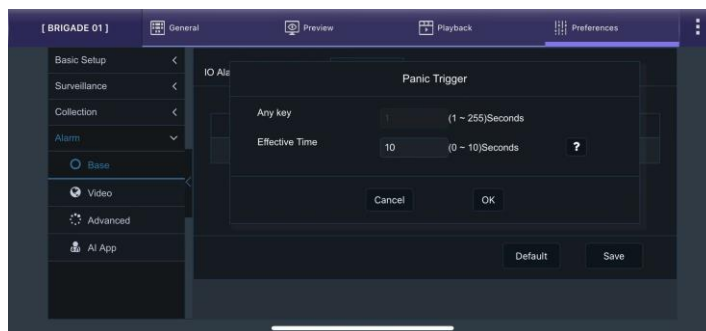 [ BRIGADE 01 ] General Preview Playback Preferences
Basic Setup
Surveillance
Collection
Alarm
Base
Video
Advanced
AI App
IO Ala
Panic Trigger
Any key 1 (1 ~ 255)Seconds
Effective Time 10 (0 ~ 10)Seconds ?
Cancel OK
Default Save